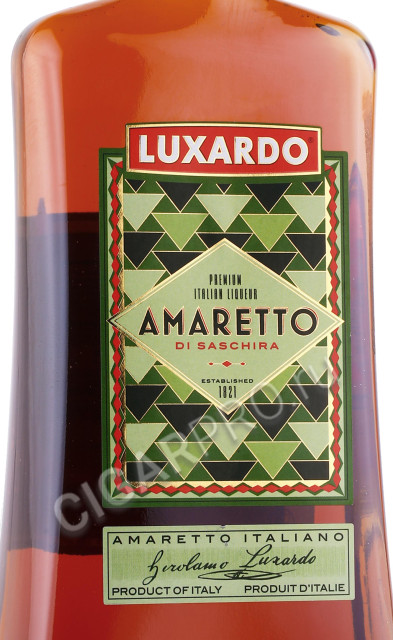 LUXARDO®
PREMIUM
ITALIAN LIQUEUR
AMARETTO
DI SASCHIRA
ESTABLISHED
1821
CIGARPRO.ru
AMARETTO ITALIANO
Girolamo Luxardo
PRODUCT OF ITALY PRODUIT D'ITALIE